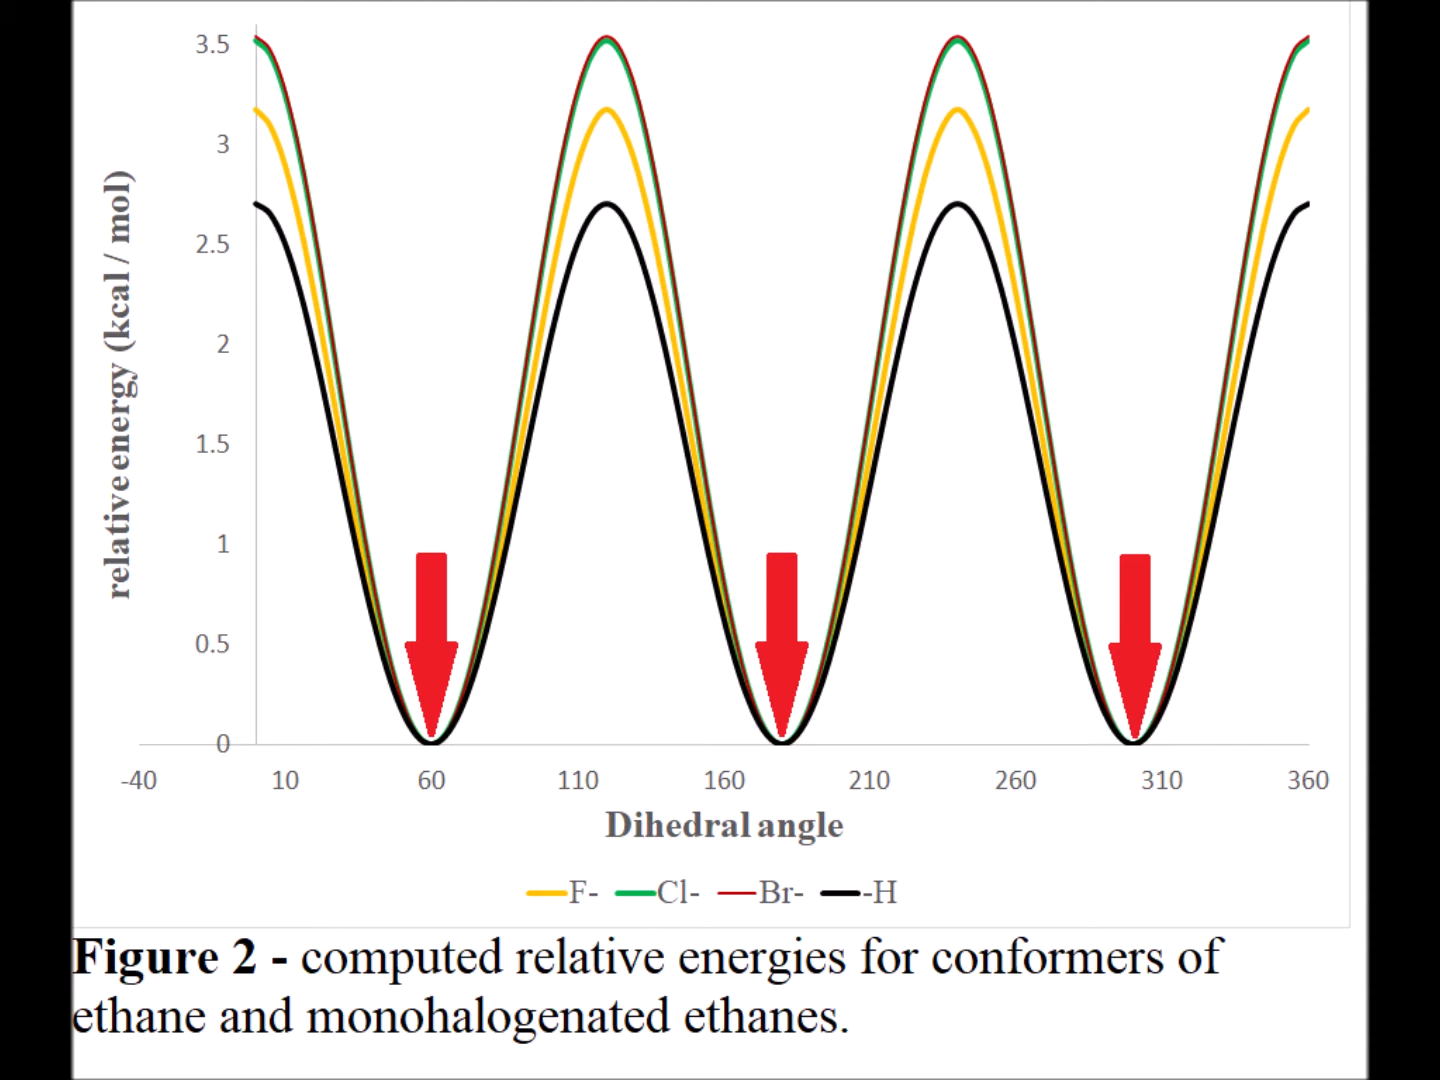 3.5
3
2.5
2
1.5
1
0.5
0
relative energy (kcal / mol)
-40 10 60 110 160 210 260 310 360
Dihedral angle
F- Cl- Br- -H
Figure 2 - computed relative energies for conformers of
ethane and monohalogenated ethanes.